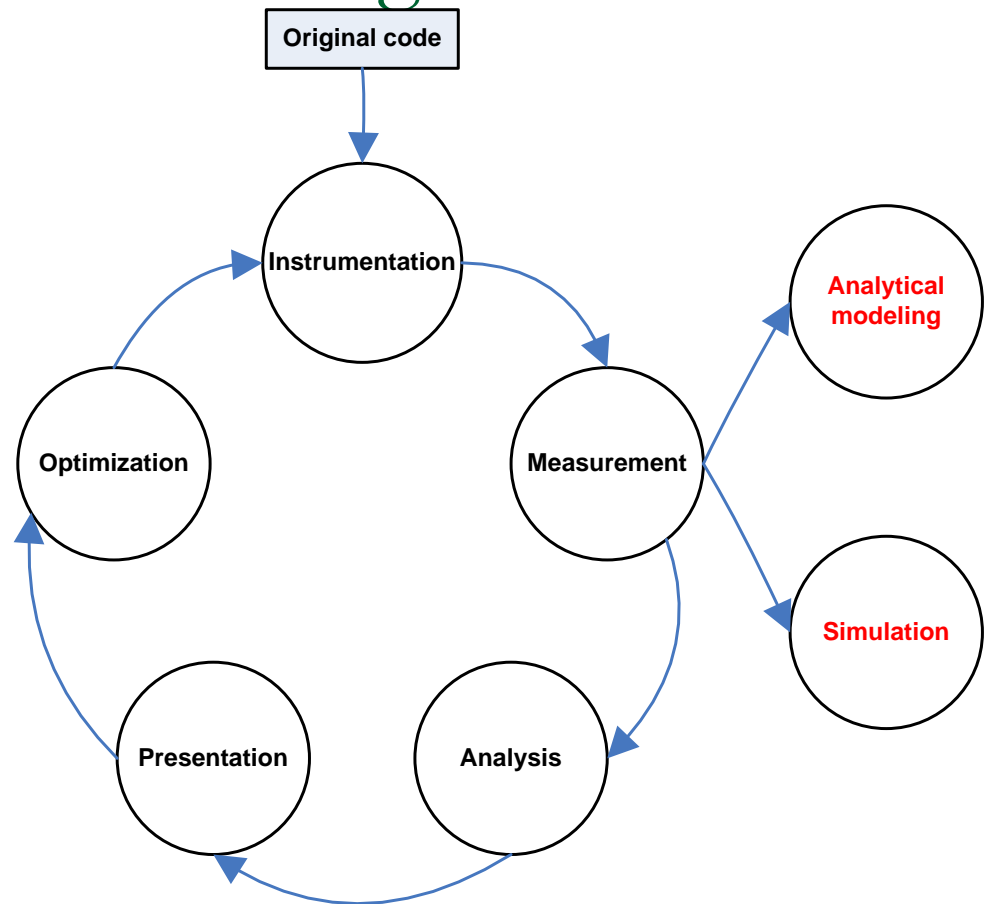 Original code
Instrumentation
Analytical
modeling
Optimization
Measurement
Simulation
Presentation
Analysis